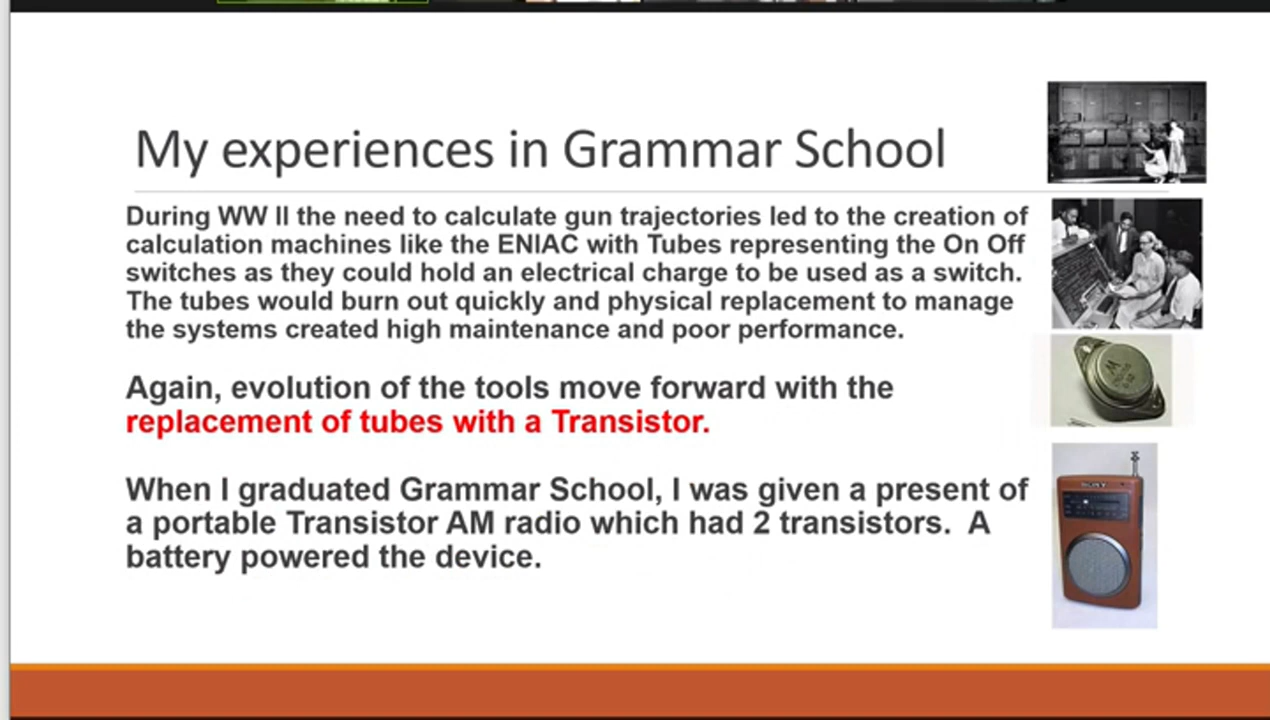 My experiences in Grammar School
During WW II the need to calculate gun trajectories led to the creation of
calculation machines like the ENIAC with Tubes representing the On Off
switches as they could hold an electrical charge to be used as a switch.
The tubes would burn out quickly and physical replacement to manage
the systems created high maintenance and poor performance.
Again, evolution of the tools move forward with the
replacement of tubes with a Transistor.
When I graduated Grammar School, I was given a present of
a portable Transistor AM radio which had 2 transistors. A
battery powered the device.
SONY